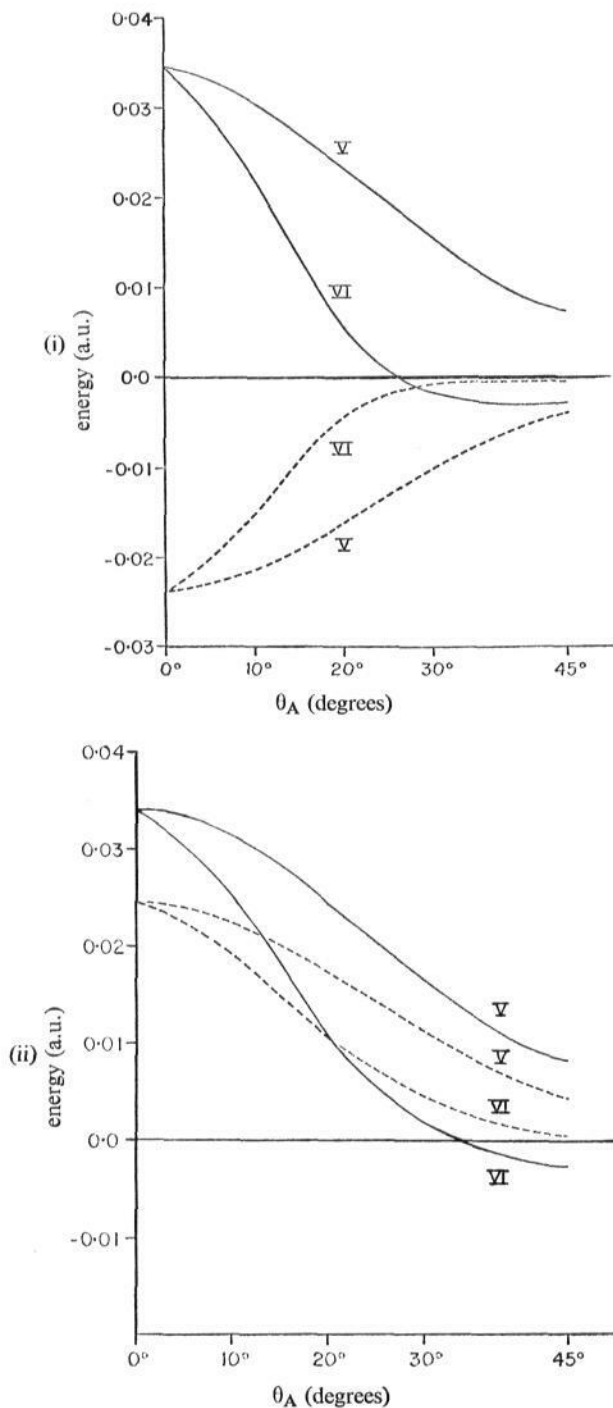 0·04
0·03
0·02
0·01
0·0
-0·01
-0·02
-0·03
(i)
energy (a.u.)
V
VI
VI
V
0° 10° 20° 30° 45°
θA (degrees)
0·04
0·03
0·02
0·01
0·0
-0·01
(ii)
energy (a.u.)
V
V
VI
VI
0° 10° 20° 30° 45°
θA (degrees)